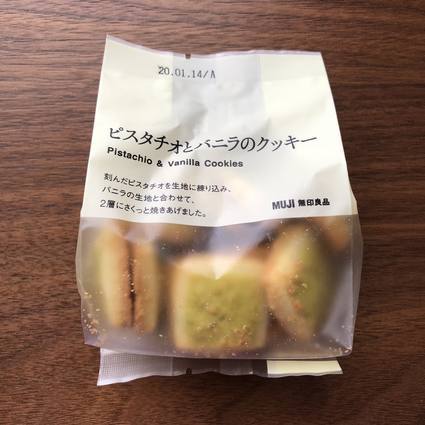 20.01.14/A
ピスタチオとバニラのクッキー
Pistachio & Vanilla Cookies
刻んだピスタチオを生地に練り込み、
バニラの生地と合わせて、
2層にさくっと焼きあげました。
MUJI 無印良品